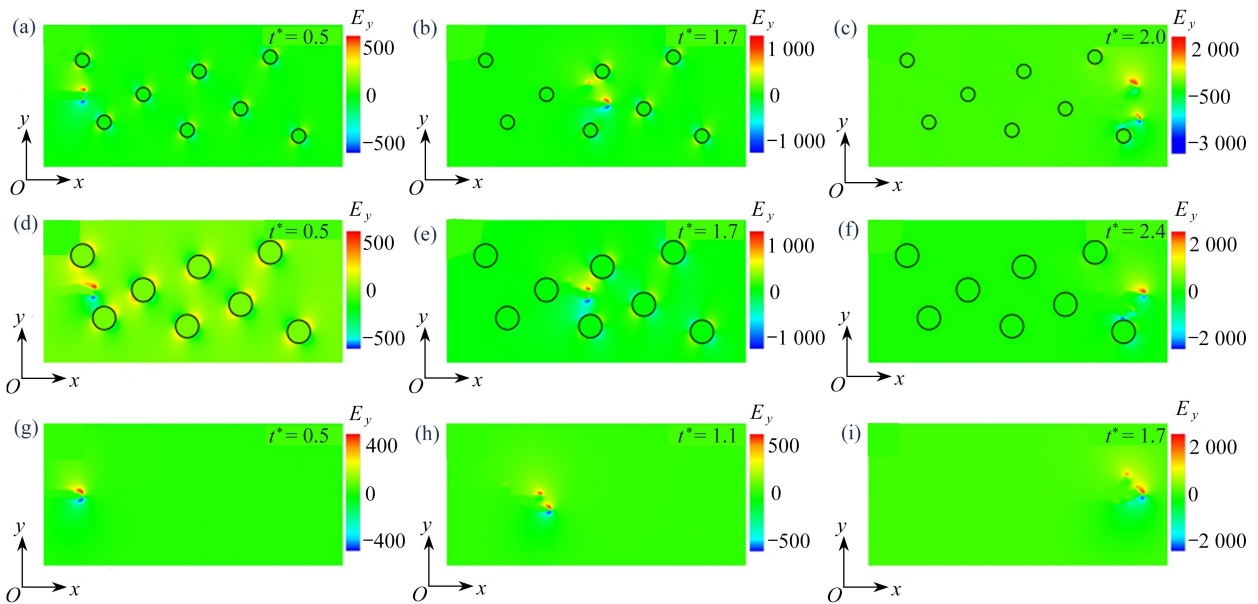 (a)
t* = 0.5
E_y
500
0
−500
y
O
x
(b)
t* = 1.7
E_y
1 000
0
−1 000
y
O
x
(c)
t* = 2.0
E_y
2 000
−500
−3 000
y
O
x
(d)
t* = 0.5
E_y
500
0
−500
y
O
x
(e)
t* = 1.7
E_y
1 000
0
−1 000
y
O
x
(f)
t* = 2.4
E_y
2 000
0
−2 000
y
O
x
(g)
t* = 0.5
E_y
400
0
−400
y
O
x
(h)
t* = 1.1
E_y
500
0
−500
y
O
x
(i)
t* = 1.7
E_y
2 000
0
−2 000
y
O
x